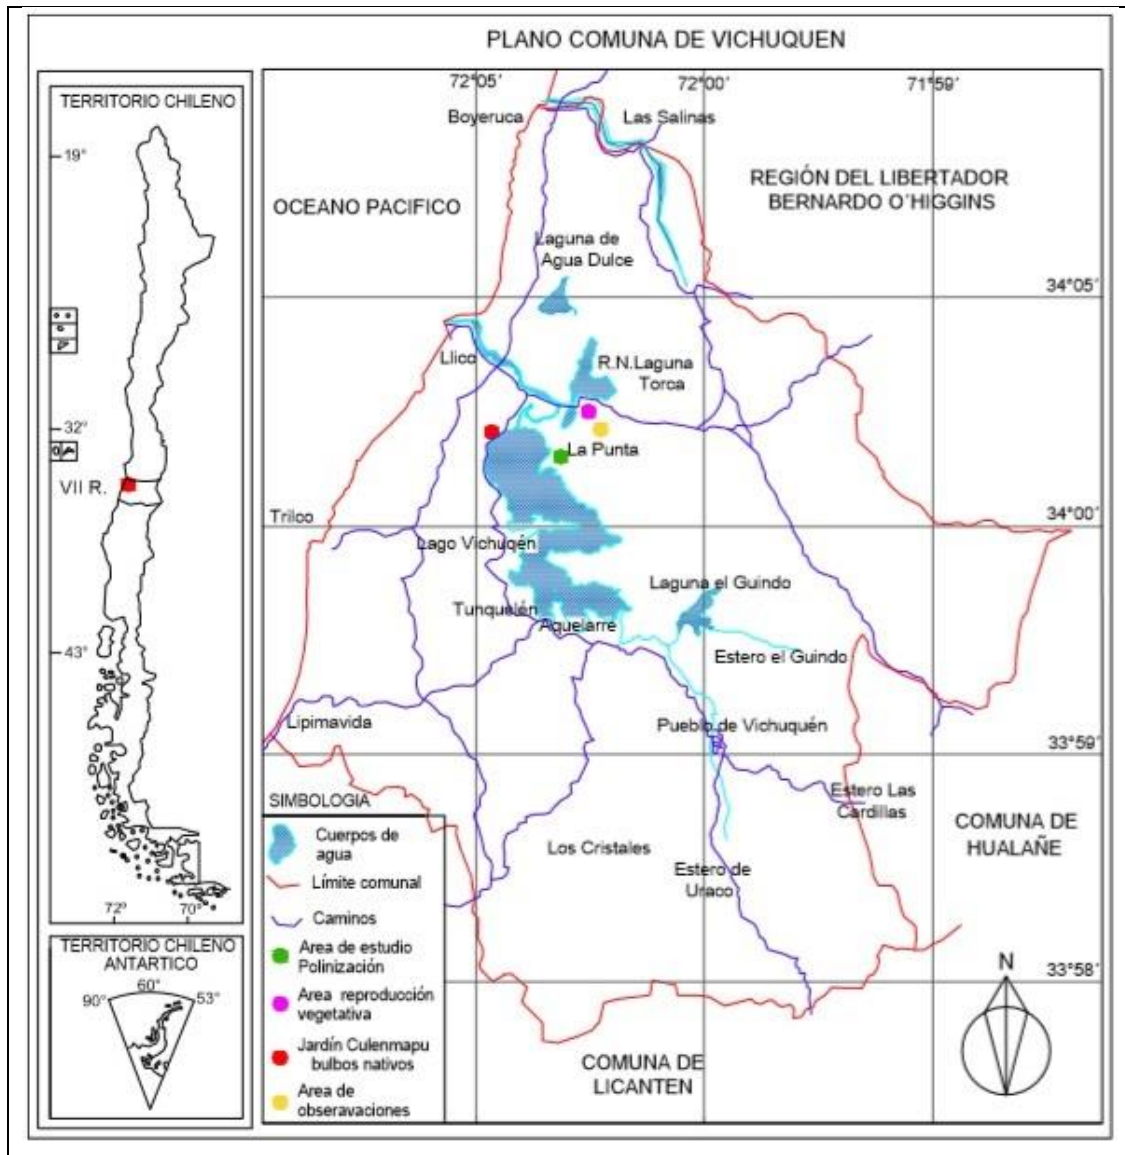 PLANO COMUNA DE VICHUQUEN
TERRITORIO CHILENO
19°
32°
VII R.
43°
72°
70°
TERRITORIO CHILENO
ANTARTICO
90°
60°
53°
72°05´
72°00´
71°59´
Boyeruca
Las Salinas
REGIÓN DEL LIBERTADOR
BERNARDO O´HIGGINS
OCEANO PACIFICO
Laguna de
Agua Dulce
34°05´
Llico
R.N.Laguna
Torca
La Punta
Trilco
34°00´
Lago Vichuqén
Laguna el Guindo
Tunquelén
Aquelarre
Estero el Guindo
Lipimavida
Pueblo de Vichuquén
33°59´
Estero Las
Cardillas
COMUNA DE
HUALAÑE
Los Cristales
Estero de
Uraco
33°58´
COMUNA DE
LICANTEN
N
SIMBOLOGIA
Cuerpos de
agua
Límite comunal
Caminos
Area de estudio
Polinización
Area reproducción
vegetativa
Jardín Culenmapu
bulbos nativos
Area de
obseravaciones